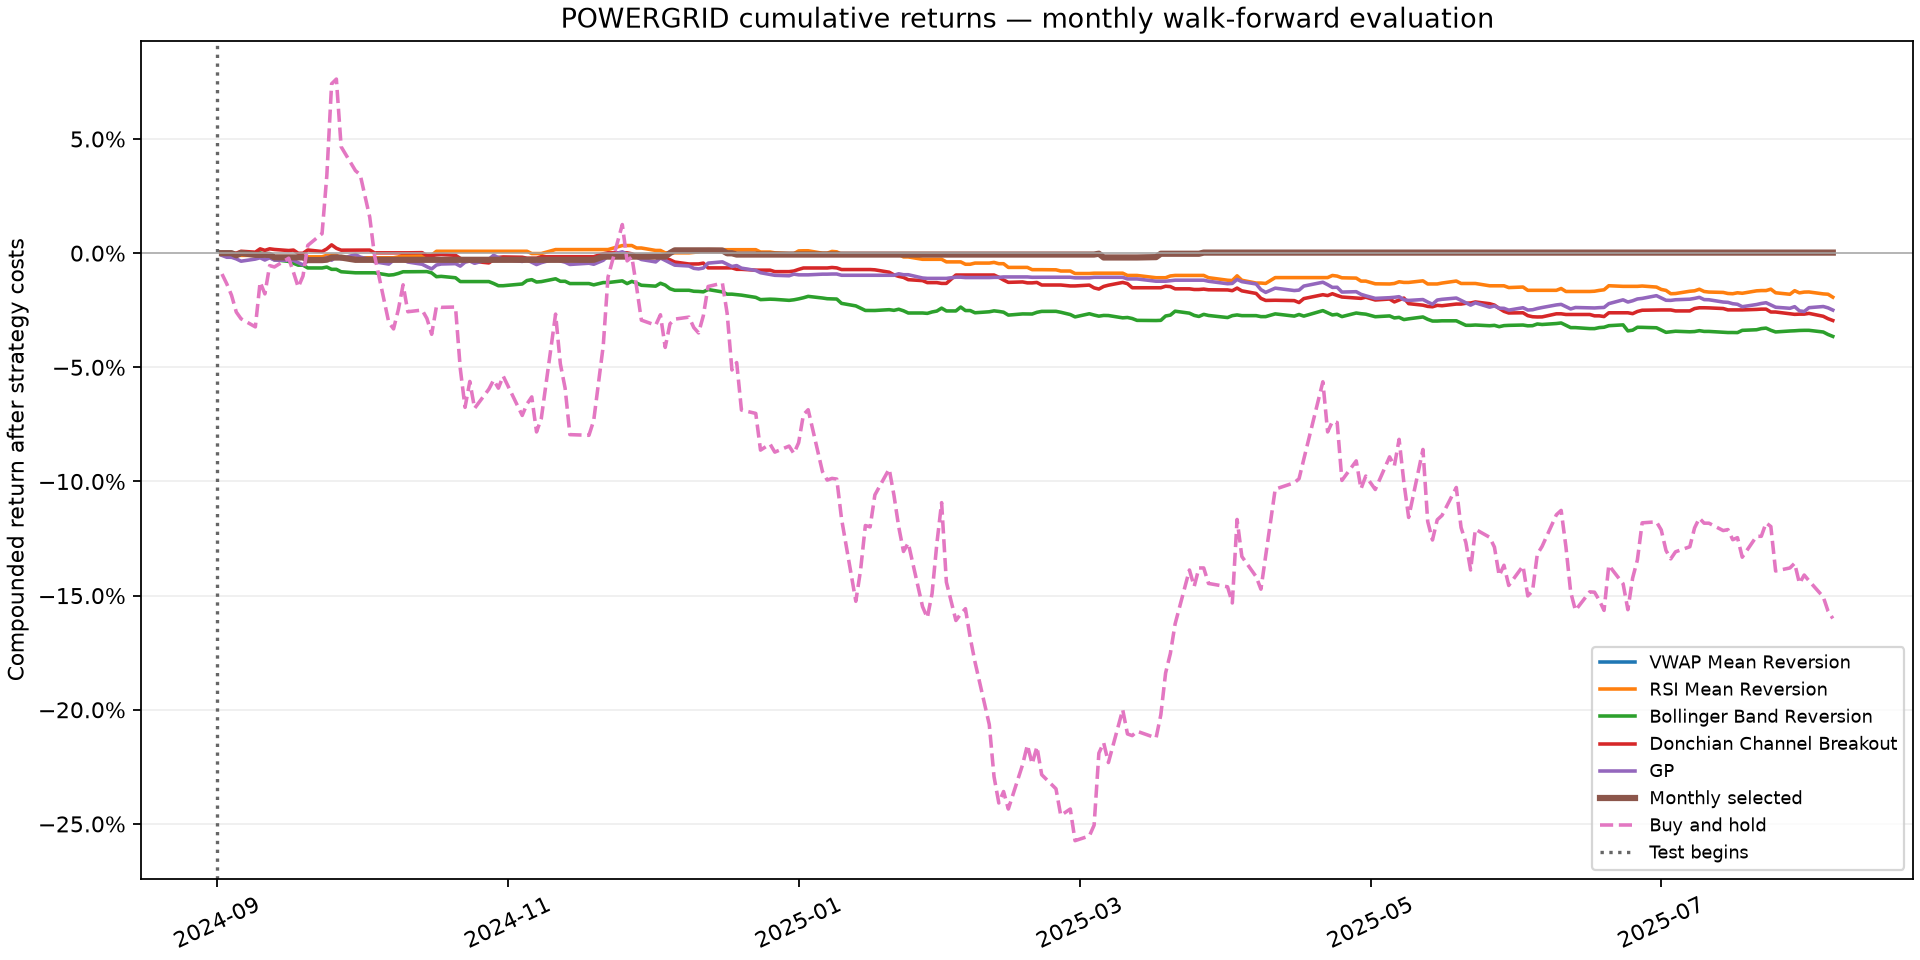 POWERGRID cumulative returns — monthly walk-forward evaluation
Compounded return after strategy costs
5.0%
0.0%
−5.0%
−10.0%
−15.0%
−20.0%
−25.0%
2024-09
2024-11
2025-01
2025-03
2025-05
2025-07
VWAP Mean Reversion
RSI Mean Reversion
Bollinger Band Reversion
Donchian Channel Breakout
GP
Monthly selected
Buy and hold
Test begins